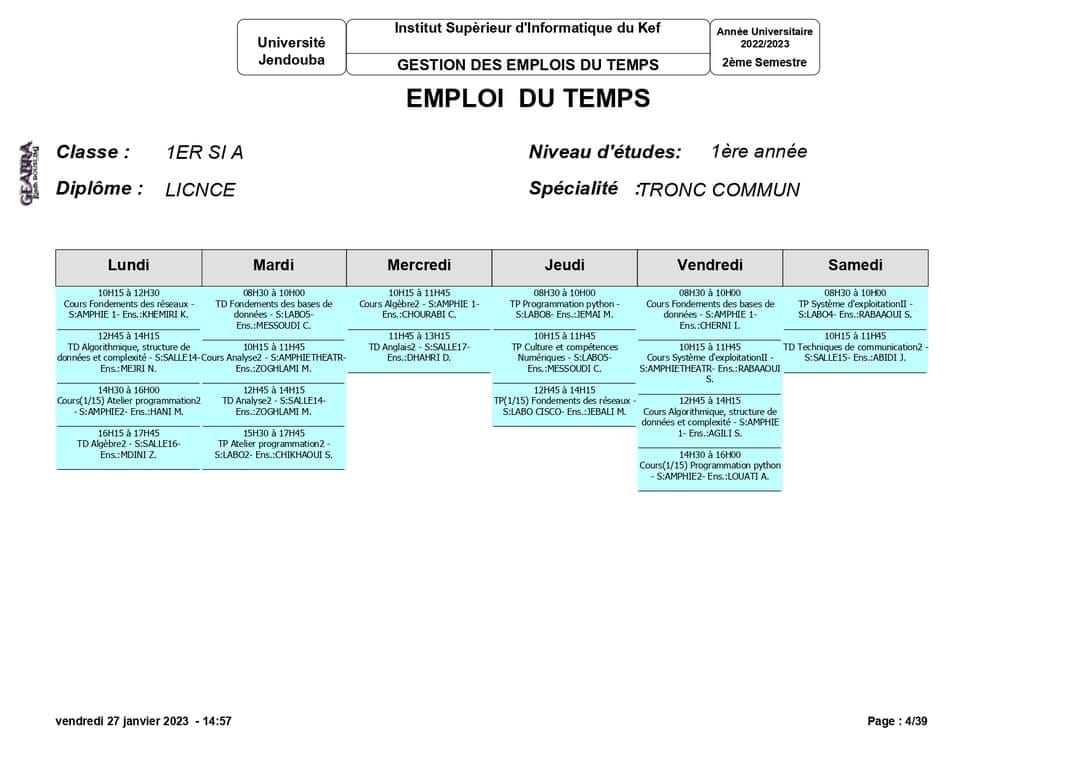 Université
Jendouba
Institut Supèrieur d'Informatique du Kef
GESTION DES EMPLOIS DU TEMPS
Année Universitaire
2022/2023
2ème Semestre
EMPLOI DU TEMPS
GEABRA
Classe : 1ER SI A
Niveau d'études: 1ère année
Diplôme : LICNCE
Spécialité :TRONC COMMUN
Lundi
10H15 à 12H30
Cours Fondements des réseaux -
S:AMPHIE 1- Ens.:KHEMIRI K.
12H45 à 14H15
TD Algorithmique, structure de
données et complexité - S:SALLE14-
Ens.:MEJRI N.
14H30 à 16H00
Cours(1/15) Atelier programmation2
- S:AMPHIE2- Ens.:HANI M.
16H15 à 17H45
TD Algèbre2 - S:SALLE16-
Ens.:MDINI Z.
Mardi
08H30 à 10H00
TD Fondements des bases de
données - S:LABO5-
Ens.:MESSOUDI C.
10H15 à 11H45
Cours Analyse2 - S:AMPHIETHEATR-
Ens.:ZOGHLAMI M.
12H45 à 14H15
TD Analyse2 - S:SALLE14-
Ens.:ZOGHLAMI M.
15H30 à 17H45
TP Atelier programmation2 -
S:LABO2- Ens.:CHIKHAOUI S.
Mercredi
10H15 à 11H45
Cours Algèbre2 - S:AMPHIE 1-
Ens.:CHOURABI C.
11H45 à 13H15
TD Anglais2 - S:SALLE17-
Ens.:DHAHRI D.
Jeudi
08H30 à 10H00
TP Programmation python -
S:LABO8- Ens.:JEMAI M.
10H15 à 11H45
TP Culture et compétences
Numériques - S:LABO5-
Ens.:MESSOUDI C.
12H45 à 14H15
TP(1/15) Fondements des réseaux -
S:LABO CISCO- Ens.:JEBALI M.
Vendredi
08H30 à 10H00
Cours Fondements des bases de
données - S:AMPHIE 1-
Ens.:CHERNI I.
10H15 à 11H45
Cours Système d'exploitationII -
S:AMPHIETHEATR- Ens.:RABAAOUI
S.
12H45 à 14H15
Cours Algorithmique, structure de
données et complexité - S:AMPHIE
1- Ens.:AGILI S.
14H30 à 16H00
Cours(1/15) Programmation python
- S:AMPHIE2- Ens.:LOUATI A.
Samedi
08H30 à 10H00
TP Système d'exploitationII -
S:LABO4- Ens.:RABAAOUI S.
10H15 à 11H45
TD Techniques de communication2 -
S:SALLE15- Ens.:ABIDI J.
vendredi 27 janvier 2023 - 14:57
Page : 4/39